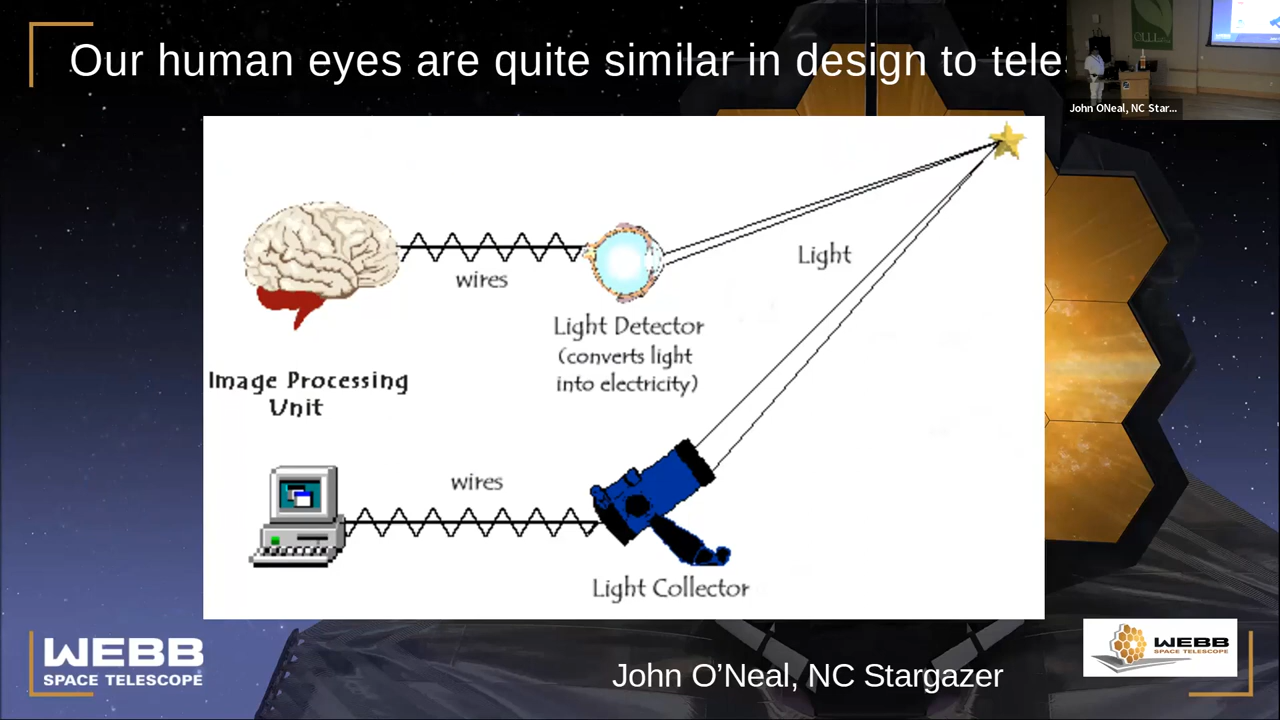 Our human eyes are quite similar in design to teles
John ONeal, NC Star...
Light
wires
Light Detector
(converts light
into electricity)
Image Processing
Unit
wires
Light Collector
WEBB
SPACE TELESCOPE
John O’Neal, NC Stargazer
WEBB
SPACE TELESCOPE